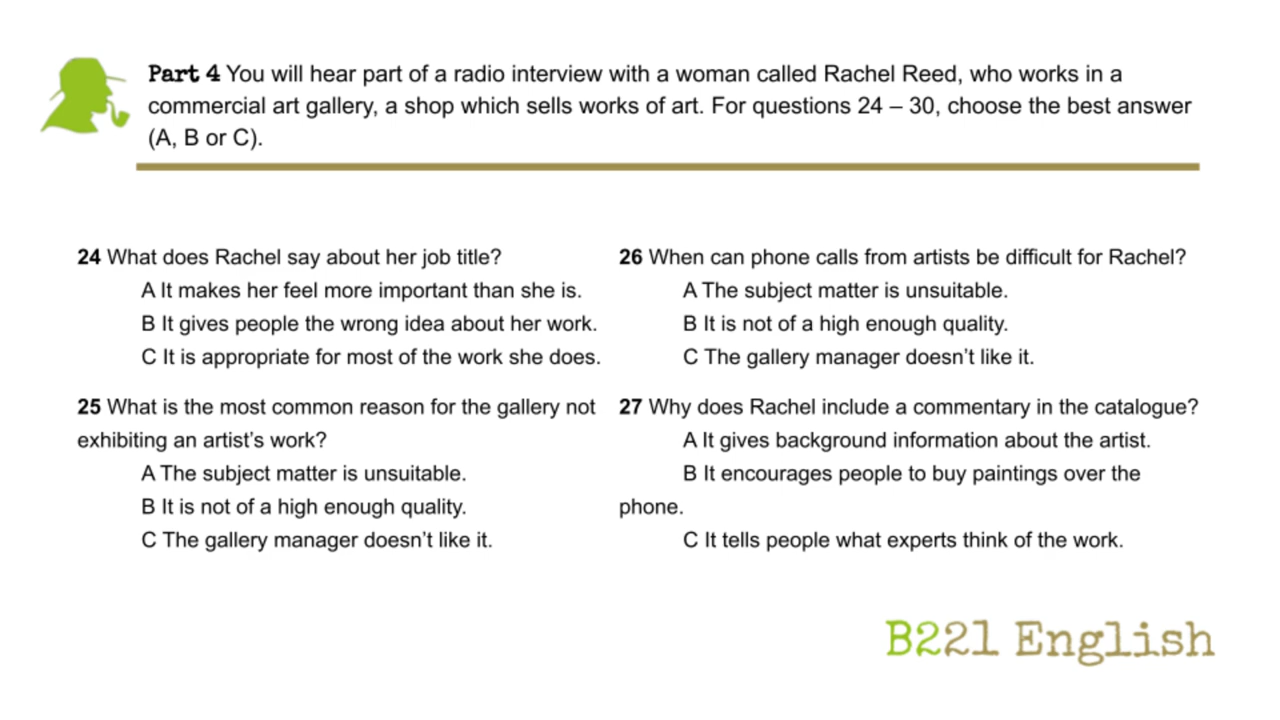 Part 4 You will hear part of a radio interview with a woman called Rachel Reed, who works in a
commercial art gallery, a shop which sells works of art. For questions 24 – 30, choose the best answer
(A, B or C).
24 What does Rachel say about her job title?
A It makes her feel more important than she is.
B It gives people the wrong idea about her work.
C It is appropriate for most of the work she does.
25 What is the most common reason for the gallery not
exhibiting an artist’s work?
A The subject matter is unsuitable.
B It is not of a high enough quality.
C The gallery manager doesn’t like it.
26 When can phone calls from artists be difficult for Rachel?
A The subject matter is unsuitable.
B It is not of a high enough quality.
C The gallery manager doesn’t like it.
27 Why does Rachel include a commentary in the catalogue?
A It gives background information about the artist.
B It encourages people to buy paintings over the
phone.
C It tells people what experts think of the work.
B221 English